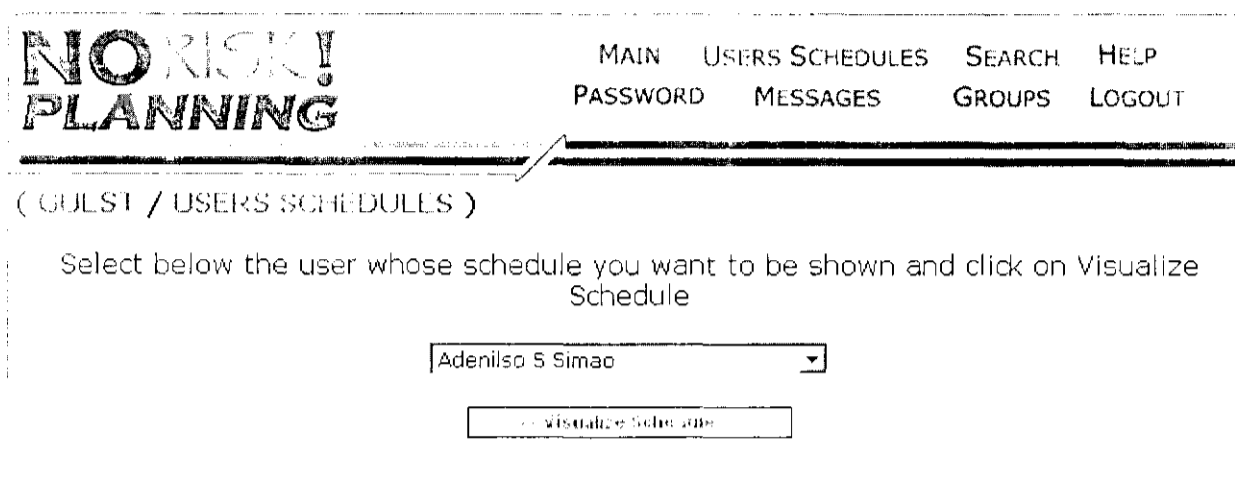 NO RISK!
PLANNING
MAIN USERS SCHEDULES SEARCH HELP
PASSWORD MESSAGES GROUPS LOGOUT
( GUEST / USERS SCHEDULES )
Select below the user whose schedule you want to be shown and click on Visualize
Schedule
Adenilso S Simao
Visualize Schedule